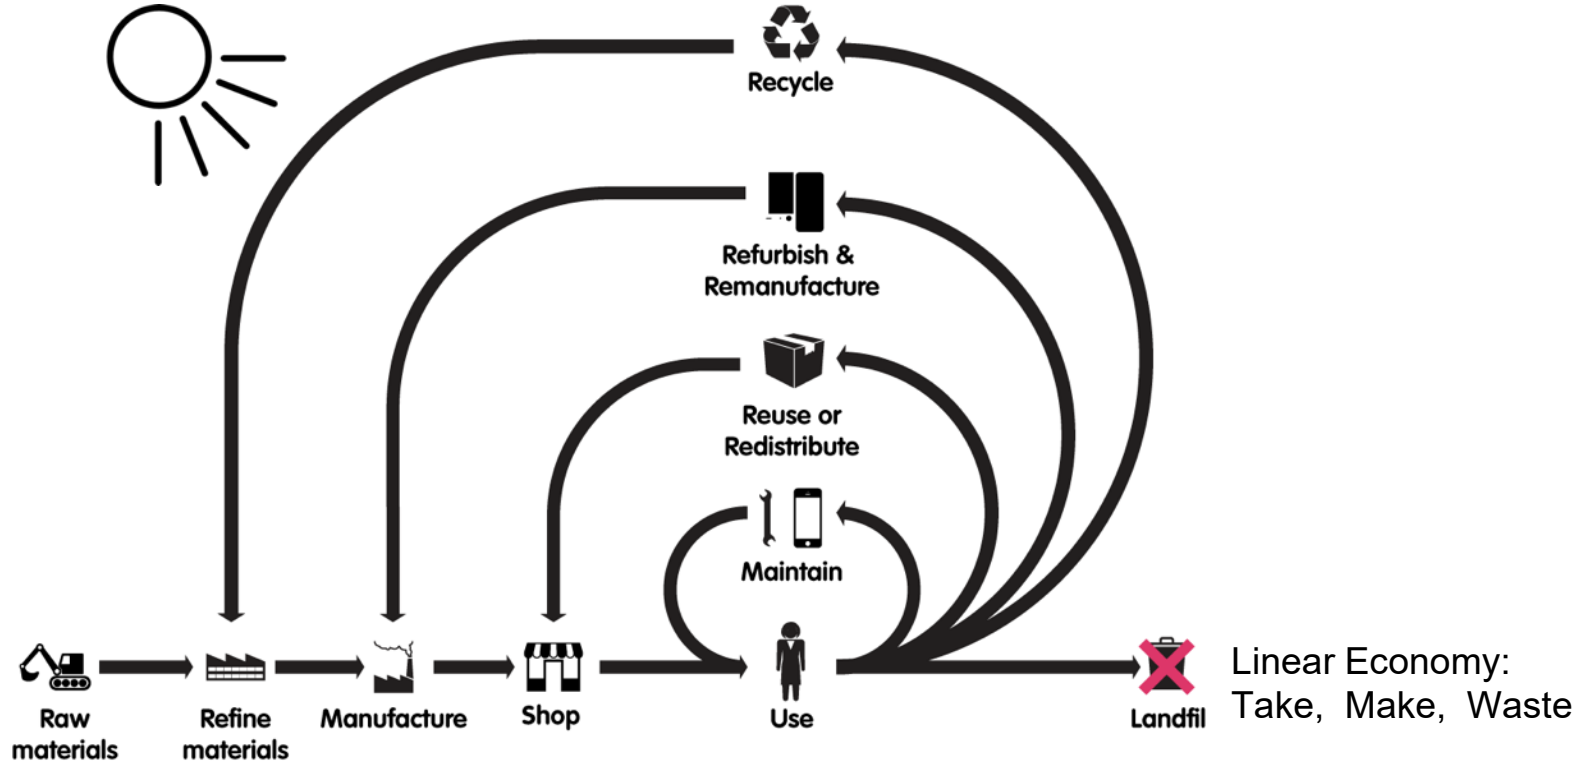 Recycle
Refurbish &
Remanufacture
Reuse or
Redistribute
Maintain
Raw
materials
Refine
materials
Manufacture
Shop
Use
Landfil
Linear Economy:
Take, Make, Waste